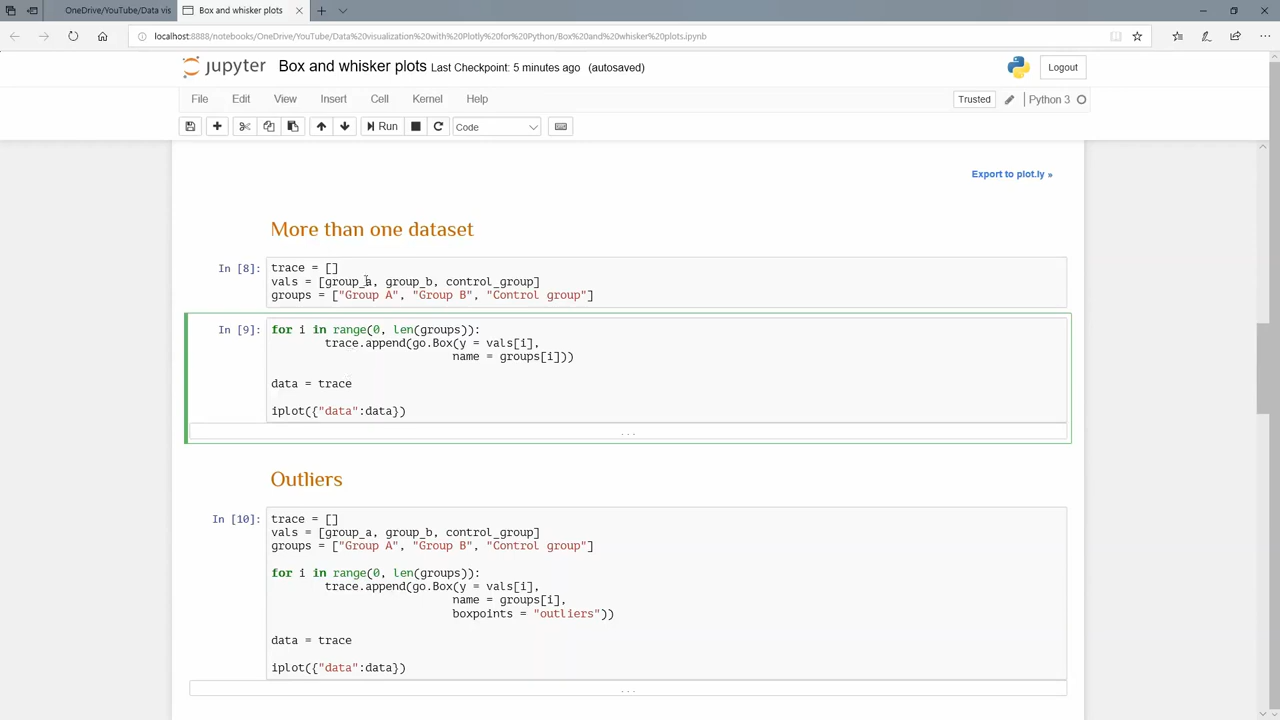 OneDrive/YouTube/Data vis
Box and whisker plots
localhost:8888/notebooks/OneDrive/YouTube/Data%20visualization%20with%20Plotly%20for%20Python/Box%20and%20whisker%20plots.ipynb
jupyter Box and whisker plots Last Checkpoint: 5 minutes ago (autosaved)
Logout
File Edit View Insert Cell Kernel Help
Trusted Python 3
Run Code
Export to plot.ly »
More than one dataset
In [8]: trace = []
vals = [group_a, group_b, control_group]
groups = ["Group A", "Group B", "Control group"]
In [9]: for i in range(0, len(groups)):
trace.append(go.Box(y = vals[i],
name = groups[i]))
data = trace
iplot({"data":data})
...
Outliers
In [10]: trace = []
vals = [group_a, group_b, control_group]
groups = ["Group A", "Group B", "Control group"]
for i in range(0, len(groups)):
trace.append(go.Box(y = vals[i],
name = groups[i],
boxpoints = "outliers"))
data = trace
iplot({"data":data})
...